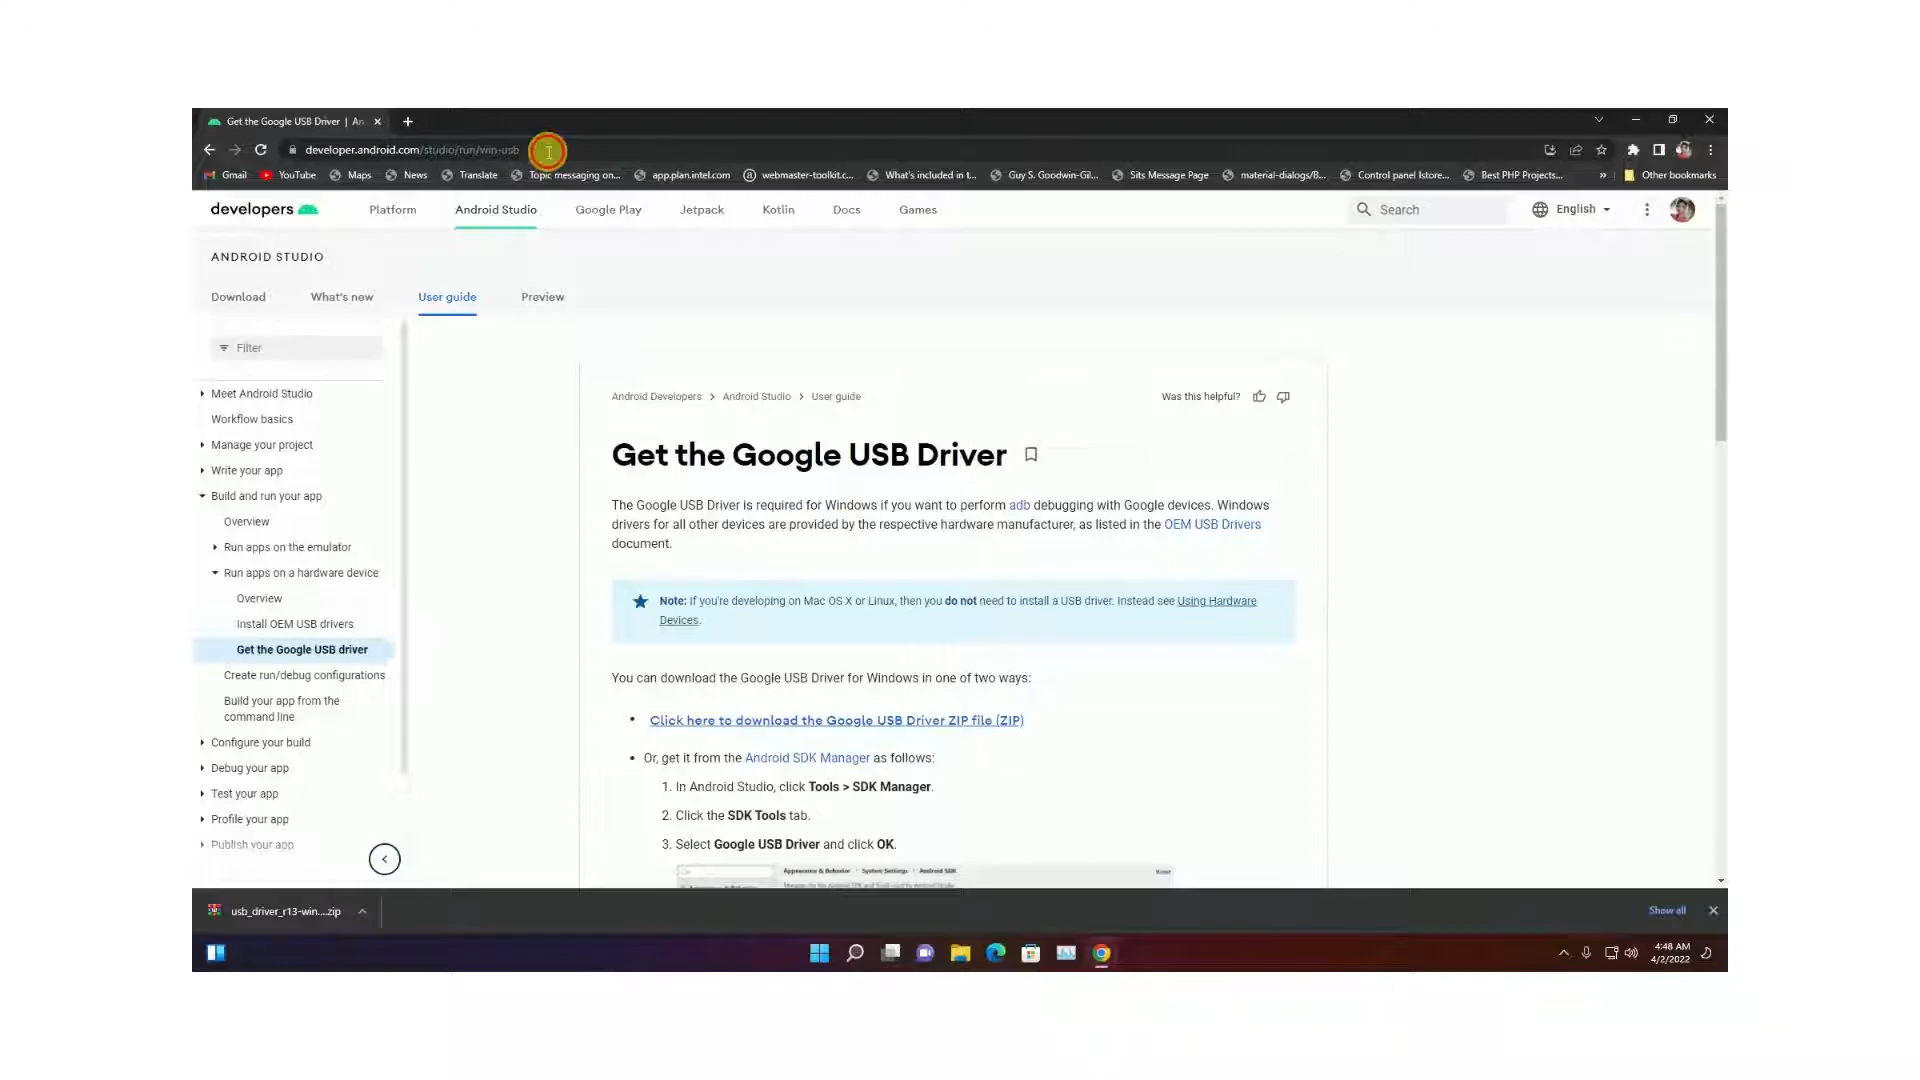 Get the Google USB Driver | An
developer.android.com/studio/run/win-usb
Gmail YouTube Maps News Translate Topic messaging on... app.plan.intel.com webmaster-toolkit.c... What's included in t... Guy S. Goodwin-Gil... Sits Message Page material-dialogs/B... Control panel Istore... Best PHP Projects... » Other bookmarks
developers Platform Android Studio Google Play Jetpack Kotlin Docs Games Search English
ANDROID STUDIO
Download What's new User guide Preview
Filter
Meet Android Studio
Workflow basics
Manage your project
Write your app
Build and run your app
Overview
Run apps on the emulator
Run apps on a hardware device
Overview
Install OEM USB drivers
Get the Google USB driver
Create run/debug configurations
Build your app from the
command line
Configure your build
Debug your app
Test your app
Profile your app
Publish your app
Android Developers > Android Studio > User guide Was this helpful?
Get the Google USB Driver
The Google USB Driver is required for Windows if you want to perform adb debugging with Google devices. Windows
drivers for all other devices are provided by the respective hardware manufacturer, as listed in the OEM USB Drivers
document.
Note: If you're developing on Mac OS X or Linux, then you do not need to install a USB driver. Instead see Using Hardware
Devices.
You can download the Google USB Driver for Windows in one of two ways:
• Click here to download the Google USB Driver ZIP file (ZIP)
• Or, get it from the Android SDK Manager as follows:
1. In Android Studio, click Tools > SDK Manager.
2. Click the SDK Tools tab.
3. Select Google USB Driver and click OK.
Appearance & Behavior › System Settings › Android SDK Reset
usb_driver_r13-win....zip Show all
4:48 AM
4/2/2022